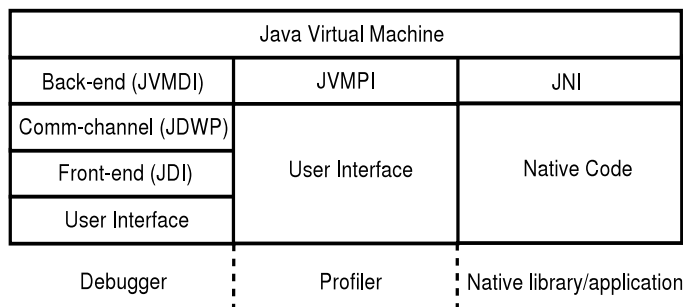 Java Virtual Machine
Back-end (JVMDI)
JVMPI
JNI
Comm-channel (JDWP)
Front-end (JDI)
User Interface
User Interface
Native Code
Debugger
Profiler
Native library/application